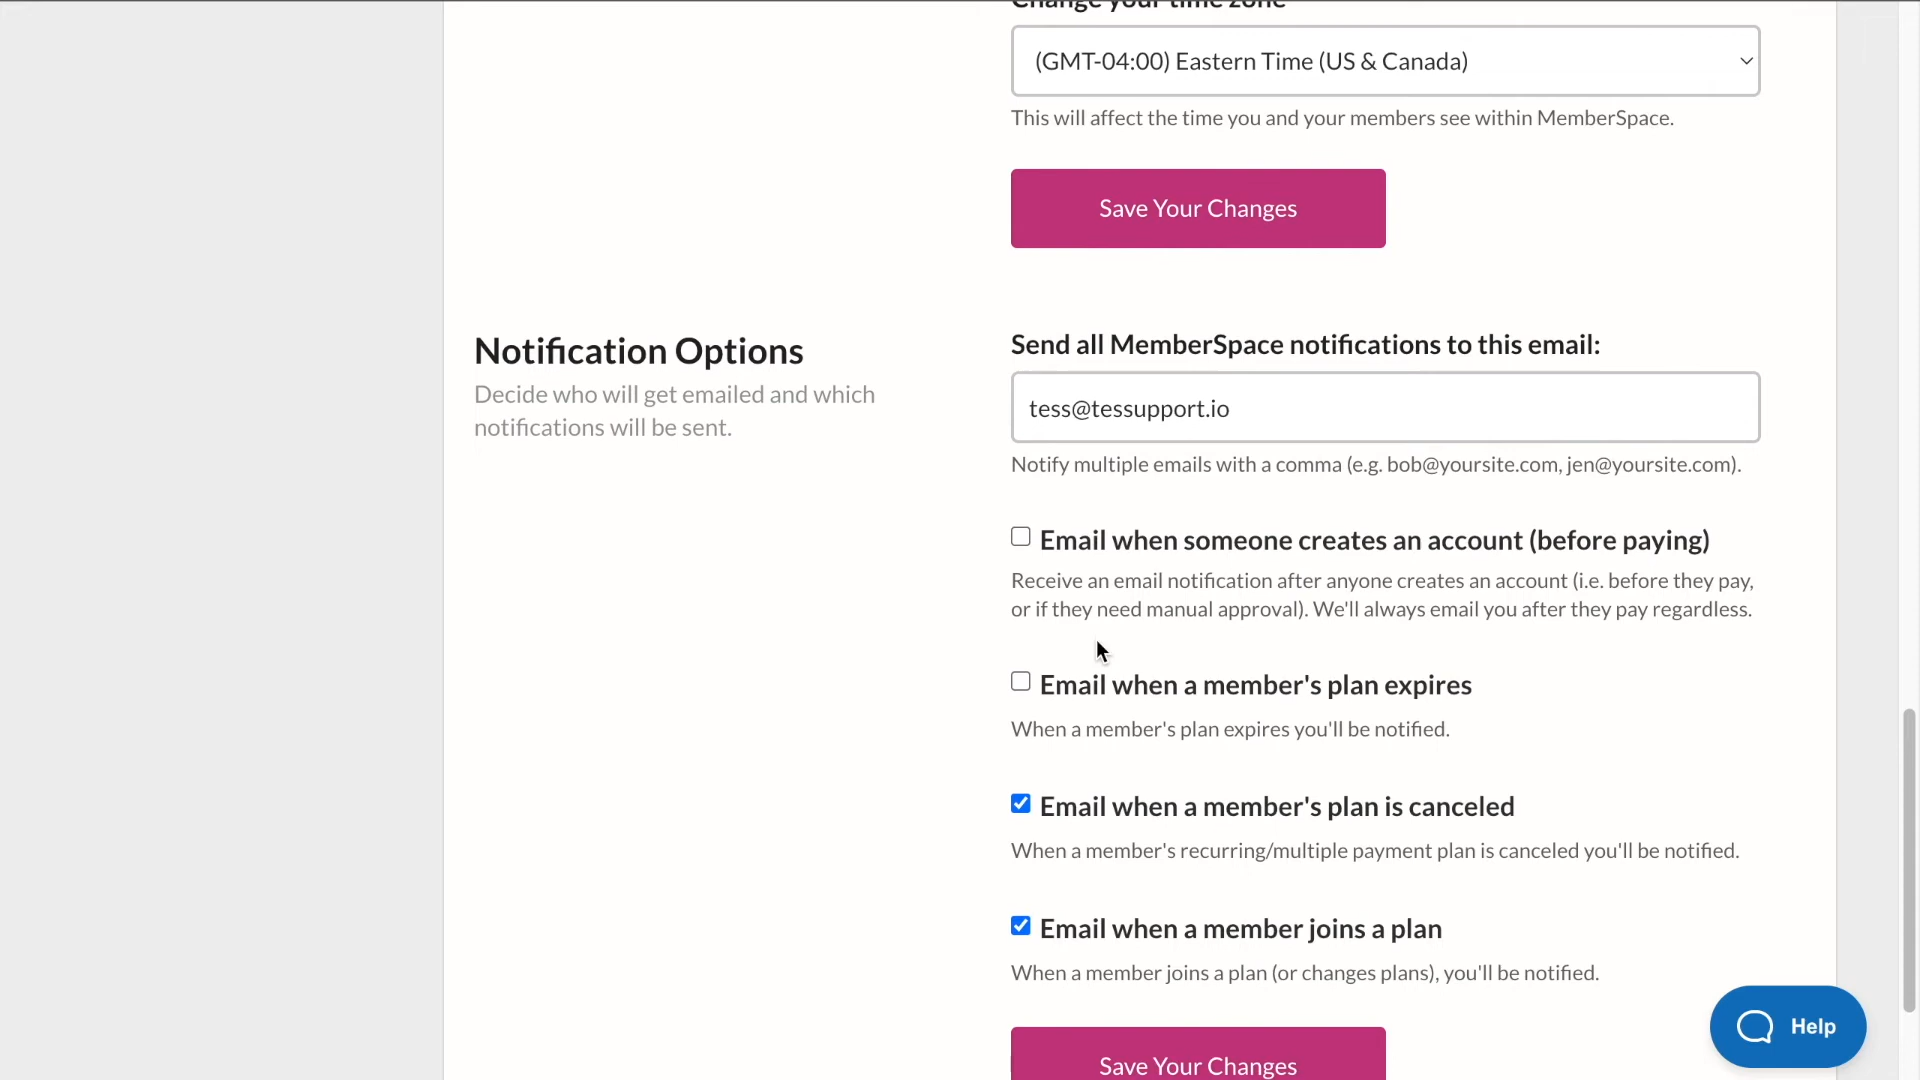 Change your time zone
(GMT-04:00) Eastern Time (US & Canada)
This will affect the time you and your members see within MemberSpace.
Save Your Changes
Notification Options
Decide who will get emailed and which
notifications will be sent.
Send all MemberSpace notifications to this email:
tess@tessupport.io
Notify multiple emails with a comma (e.g. bob@yoursite.com, jen@yoursite.com).
Email when someone creates an account (before paying)
Receive an email notification after anyone creates an account (i.e. before they pay,
or if they need manual approval). We'll always email you after they pay regardless.
Email when a member's plan expires
When a member's plan expires you'll be notified.
Email when a member's plan is canceled
When a member's recurring/multiple payment plan is canceled you'll be notified.
Email when a member joins a plan
When a member joins a plan (or changes plans), you'll be notified.
Save Your Changes
Help